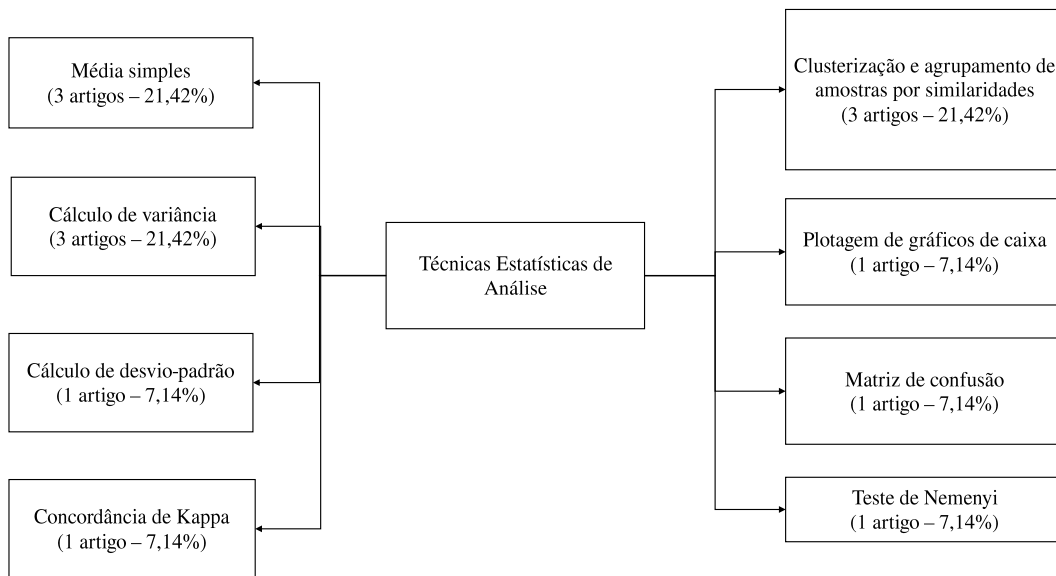 Média simples
(3 artigos – 21,42%)
Cálculo de variância
(3 artigos – 21,42%)
Cálculo de desvio-padrão
(1 artigo – 7,14%)
Concordância de Kappa
(1 artigo – 7,14%)
Técnicas Estatísticas de
Análise
Clusterização e agrupamento de
amostras por similaridades
(3 artigos – 21,42%)
Plotagem de gráficos de caixa
(1 artigo – 7,14%)
Matriz de confusão
(1 artigo – 7,14%)
Teste de Nemenyi
(1 artigo – 7,14%)